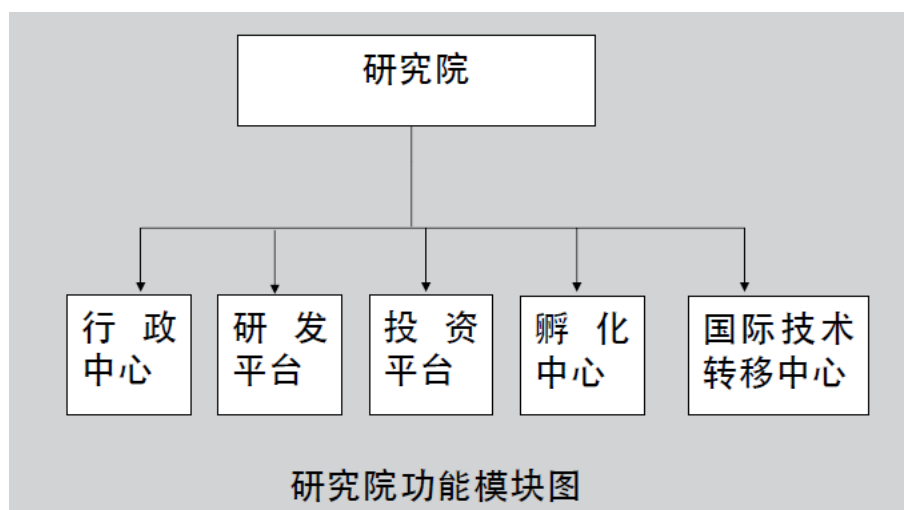 研究院
行政
中心
研发
平台
投资
平台
孵化
中心
国际技术
转移中心
研究院功能模块图